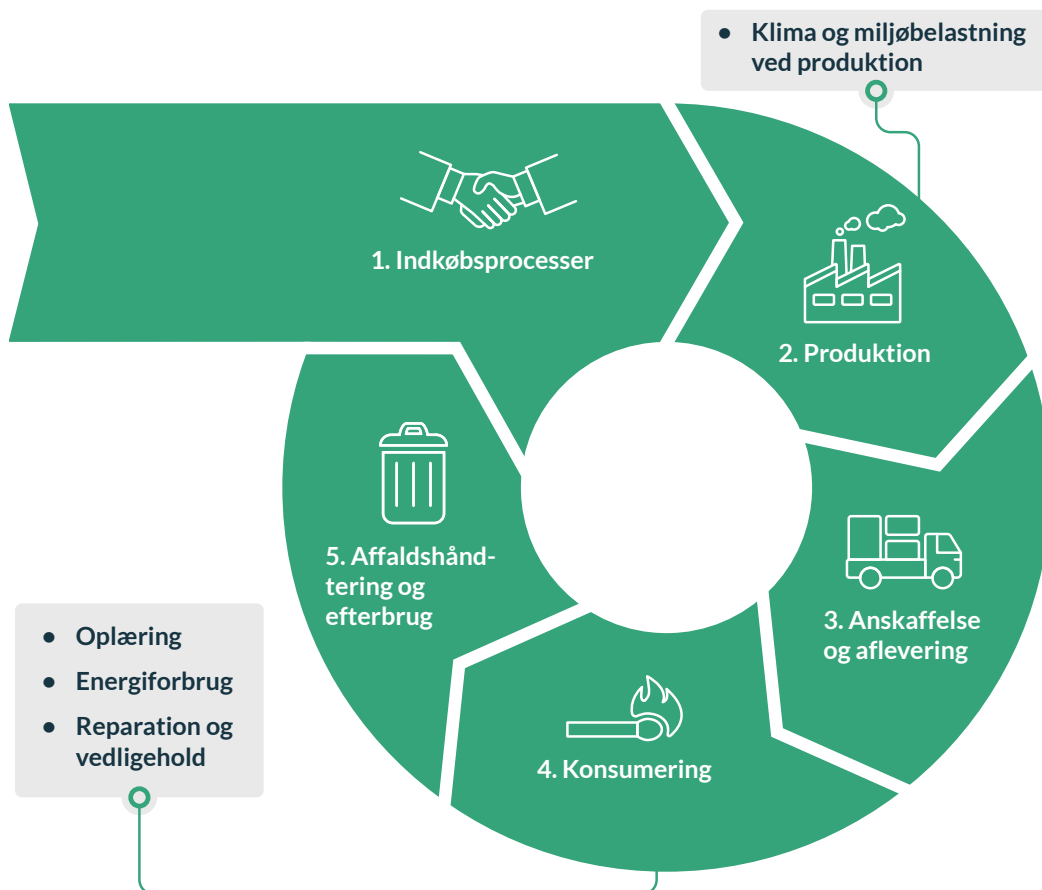 ● Klima og miljøbelastning
ved produktion
1. Indkøbsprocesser
2. Produktion
3. Anskaffelse
og aflevering
4. Konsumering
5. Affaldshånd-
tering og
efterbrug
● Oplæring
● Energiforbrug
● Reparation og
vedligehold